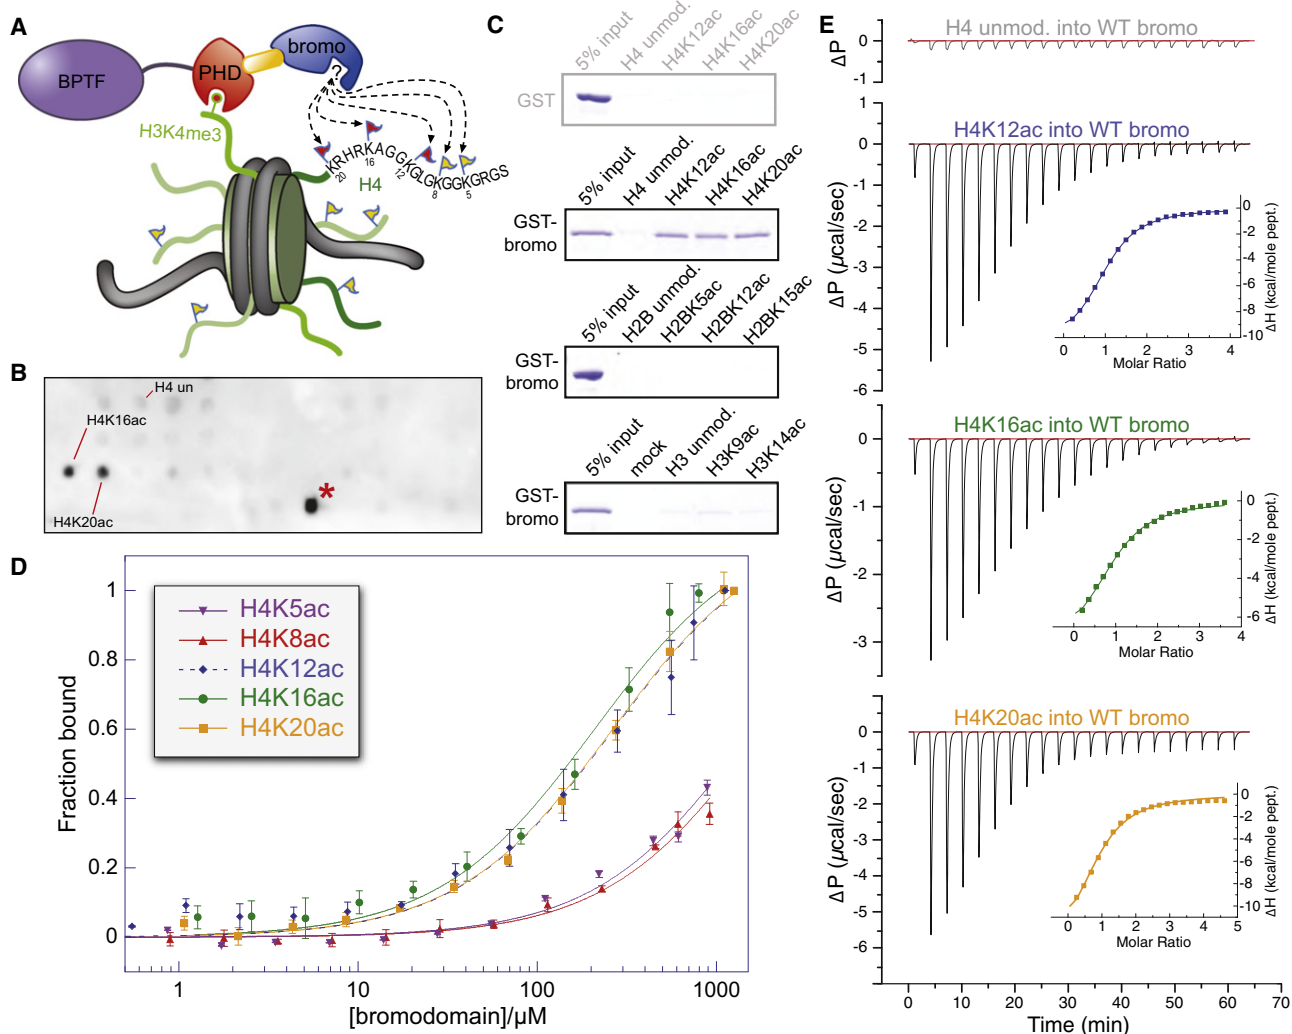 A
BPTF
PHD
bromo
?
H3K4me3
KRHRKAGGKGLGKGGKGRGS
20
16
12
8
5
H4
B
H4 un
H4K16ac
H4K20ac
*
C
5% input
H4 unmod.
H4K12ac
H4K16ac
H4K20ac
GST
5% input
H4 unmod.
H4K12ac
H4K16ac
H4K20ac
GST-
bromo
5% input
H2B unmod.
H2BK5ac
H2BK12ac
H2BK15ac
GST-
bromo
5% input
mock
H3 unmod.
H3K9ac
H3K14ac
GST-
bromo
D
H4K5ac
H4K8ac
H4K12ac
H4K16ac
H4K20ac
Fraction bound
1
0.8
0.6
0.4
0.2
0
1
10
100
1000
[bromodomain]/µM
E
H4 unmod. into WT bromo
ΔP
0
-1
H4K12ac into WT bromo
ΔP (µcal/sec)
1
0
-1
-2
-3
-4
-5
-6
0
-2
-4
-6
-8
-10
ΔH (kcal/mole pept.)
0 1 2 3 4
Molar Ratio
H4K16ac into WT bromo
ΔP (µcal/sec)
0
-1
-2
-3
0
-2
-4
-6
ΔH (kcal/mole pept.)
0 1 2 3 4
Molar Ratio
H4K20ac into WT bromo
ΔP (µcal/sec)
0
-1
-2
-3
-4
-5
-6
0
-2
-4
-6
-8
-10
ΔH (kcal/mole pept.)
0 1 2 3 4 5
Molar Ratio
0 10 20 30 40 50 60 70
Time (min)